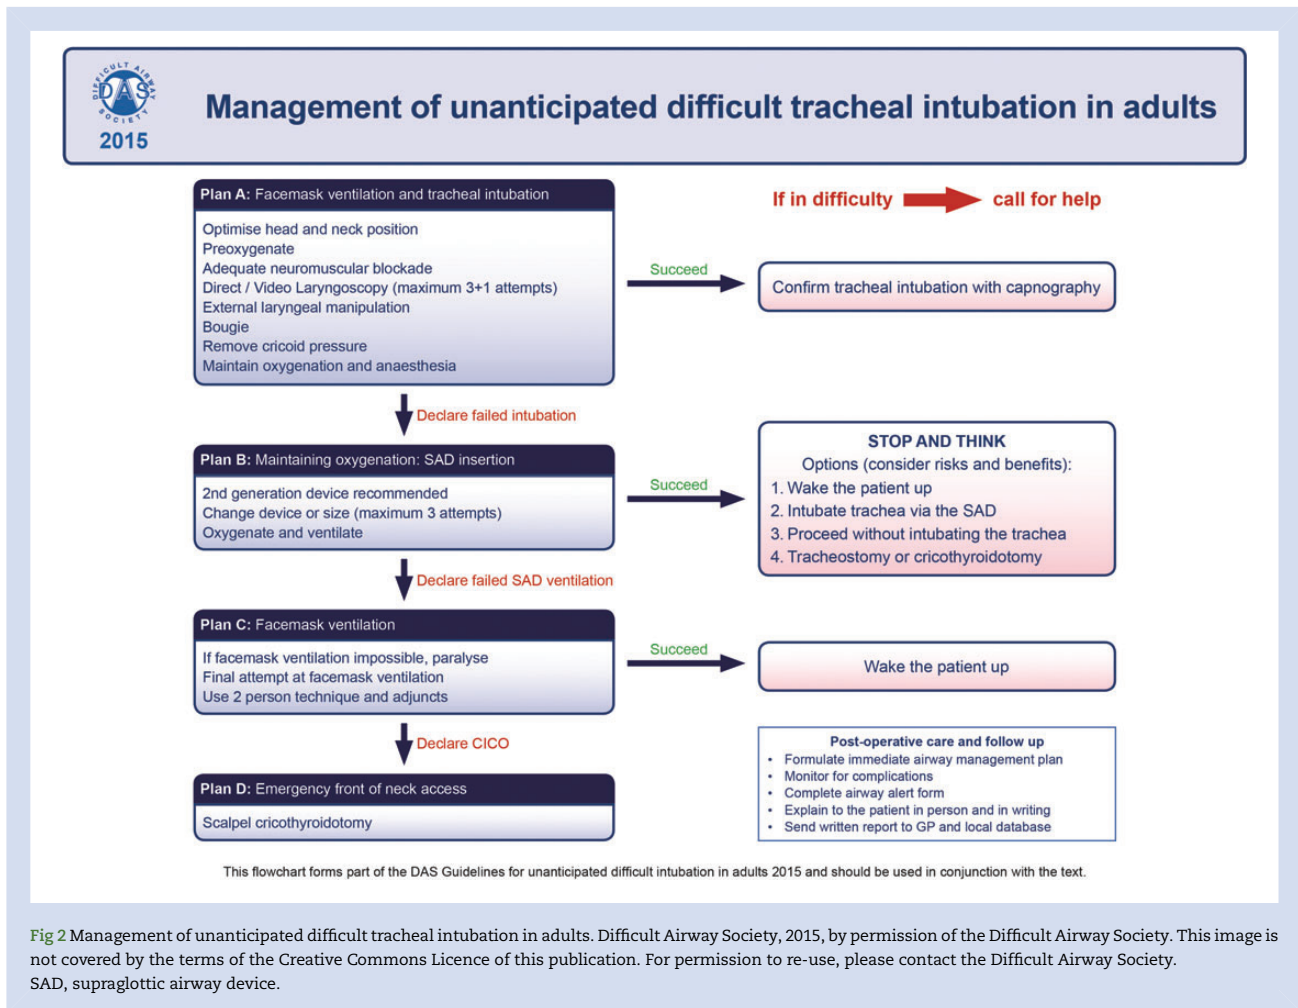 DIFFICULT AIRWAY SOCIETY
DAS
2015
Management of unanticipated difficult tracheal intubation in adults
Plan A: Facemask ventilation and tracheal intubation
Optimise head and neck position
Preoxygenate
Adequate neuromuscular blockade
Direct / Video Laryngoscopy (maximum 3+1 attempts)
External laryngeal manipulation
Bougie
Remove cricoid pressure
Maintain oxygenation and anaesthesia
If in difficulty call for help
Succeed
Confirm tracheal intubation with capnography
Declare failed intubation
Plan B: Maintaining oxygenation: SAD insertion
2nd generation device recommended
Change device or size (maximum 3 attempts)
Oxygenate and ventilate
Succeed
STOP AND THINK
Options (consider risks and benefits):
1. Wake the patient up
2. Intubate trachea via the SAD
3. Proceed without intubating the trachea
4. Tracheostomy or cricothyroidotomy
Declare failed SAD ventilation
Plan C: Facemask ventilation
If facemask ventilation impossible, paralyse
Final attempt at facemask ventilation
Use 2 person technique and adjuncts
Succeed
Wake the patient up
Declare CICO
Plan D: Emergency front of neck access
Scalpel cricothyroidotomy
Post-operative care and follow up
• Formulate immediate airway management plan
• Monitor for complications
• Complete airway alert form
• Explain to the patient in person and in writing
• Send written report to GP and local database
This flowchart forms part of the DAS Guidelines for unanticipated difficult intubation in adults 2015 and should be used in conjunction with the text.
Fig 2 Management of unanticipated difficult tracheal intubation in adults. Difficult Airway Society, 2015, by permission of the Difficult Airway Society. This image is
not covered by the terms of the Creative Commons Licence of this publication. For permission to re-use, please contact the Difficult Airway Society.
SAD, supraglottic airway device.